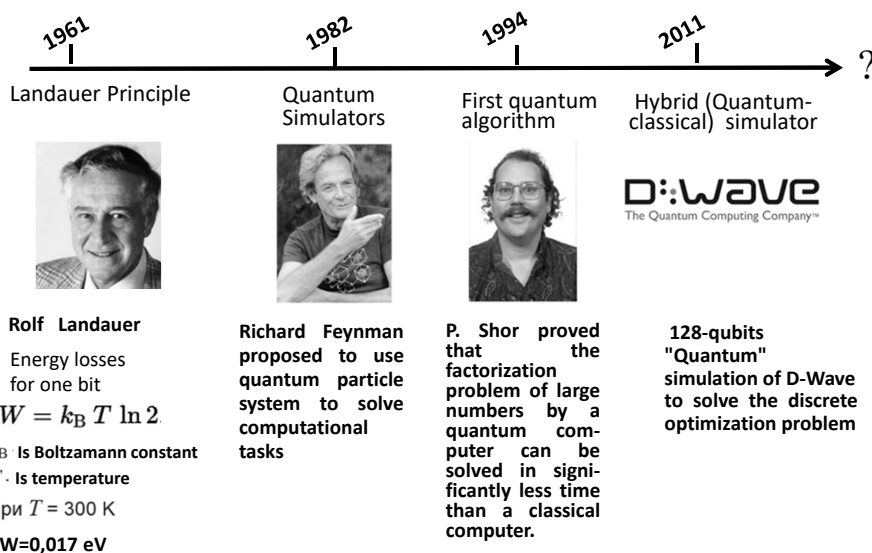 1961
1982
1994
2011
?
Landauer Principle
Quantum
Simulators
First quantum
algorithm
Hybrid (Quantum-
classical) simulator
D:Wave
The Quantum Computing Company™
Rolf Landauer
Energy losses
for one bit
W = k_B T ln 2
B Is Boltzamann constant
Is temperature
ри T = 300 K
W=0,017 eV
Richard Feynman
proposed to use
quantum particle
system to solve
computational
tasks
P. Shor proved
that the
factorization
problem of large
numbers by a
quantum com-
puter can be
solved in signi-
ficantly less time
than a classical
computer.
128-qubits
"Quantum"
simulation of D-Wave
to solve the discrete
optimization problem